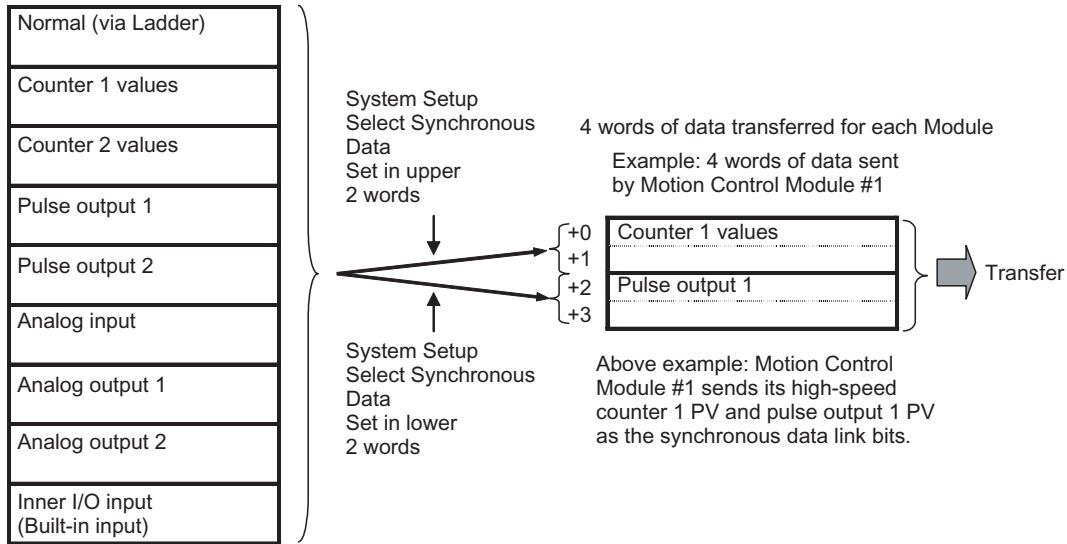 Normal (via Ladder)
Counter 1 values
Counter 2 values
Pulse output 1
Pulse output 2
Analog input
Analog output 1
Analog output 2
Inner I/O input
(Built-in input)
System Setup
Select Synchronous
Data
Set in upper
2 words
System Setup
Select Synchronous
Data
Set in lower
2 words
4 words of data transferred for each Module
Example: 4 words of data sent
by Motion Control Module #1
+0 Counter 1 values
+1
+2 Pulse output 1
+3
Transfer
Above example: Motion Control
Module #1 sends its high-speed
counter 1 PV and pulse output 1 PV
as the synchronous data link bits.